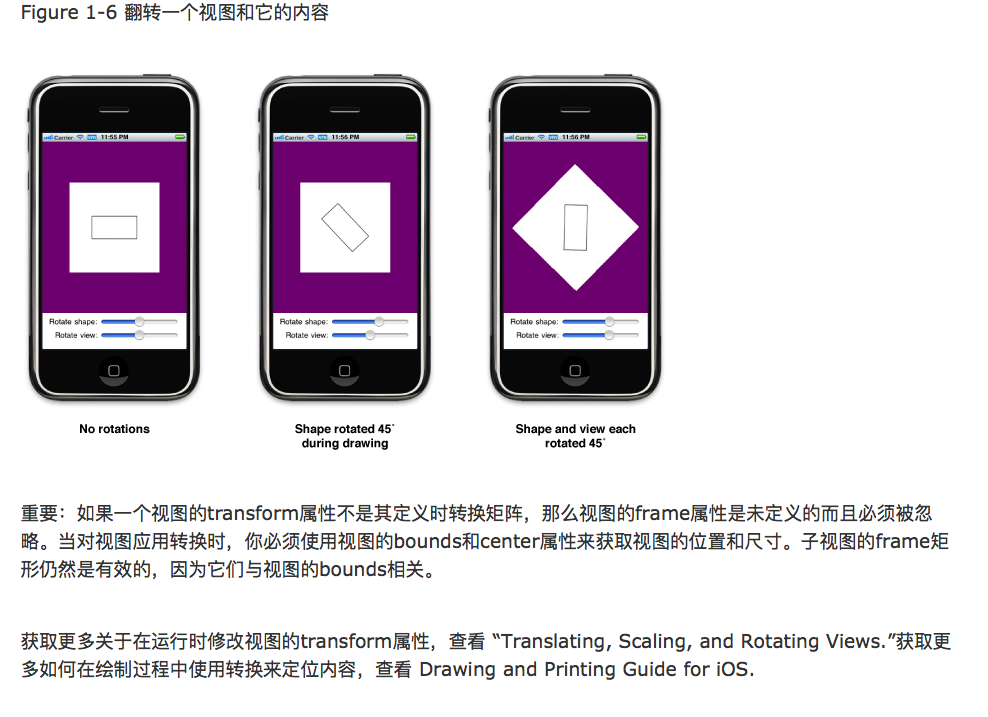 Figure 1-6 翻转一个视图和它的内容
Carrier 11:55 PM
Carrier 11:56 PM
Carrier 11:56 PM
Rotate shape:
Rotate view:
Rotate shape:
Rotate view:
Rotate shape:
Rotate view:
No rotations
Shape rotated 45°
during drawing
Shape and view each
rotated 45°
重要：如果一个视图的transform属性不是其定义时转换矩阵，那么视图的frame属性是未定义的而且必须被忽
略。当对视图应用转换时，你必须使用视图的bounds和center属性来获取视图的位置和尺寸。子视图的frame矩
形仍然是有效的，因为它们与视图的bounds相关。
获取更多关于在运行时修改视图的transform属性，查看 “Translating, Scaling, and Rotating Views.”获取更
多如何在绘制过程中使用转换来定位内容，查看 Drawing and Printing Guide for iOS.